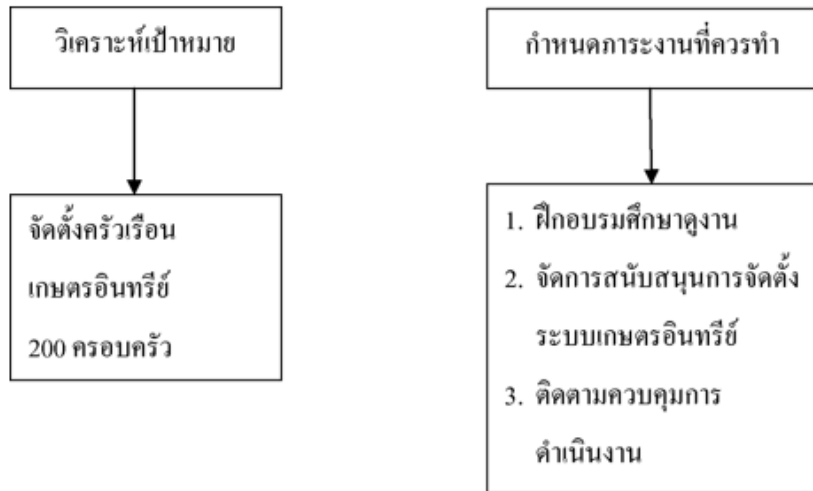 วิเคราะห์เป้าหมาย
จัดตั้งครัวเรือน
เกษตรอินทรีย์
200 ครอบครัว
กำหนดภาระงานที่ควรทำ
1. ฝึกอบรมศึกษาดูงาน
2. จัดการสนับสนุนการจัดตั้ง
ระบบเกษตรอินทรีย์
3. ติดตามควบคุมการ
ดำเนินงาน